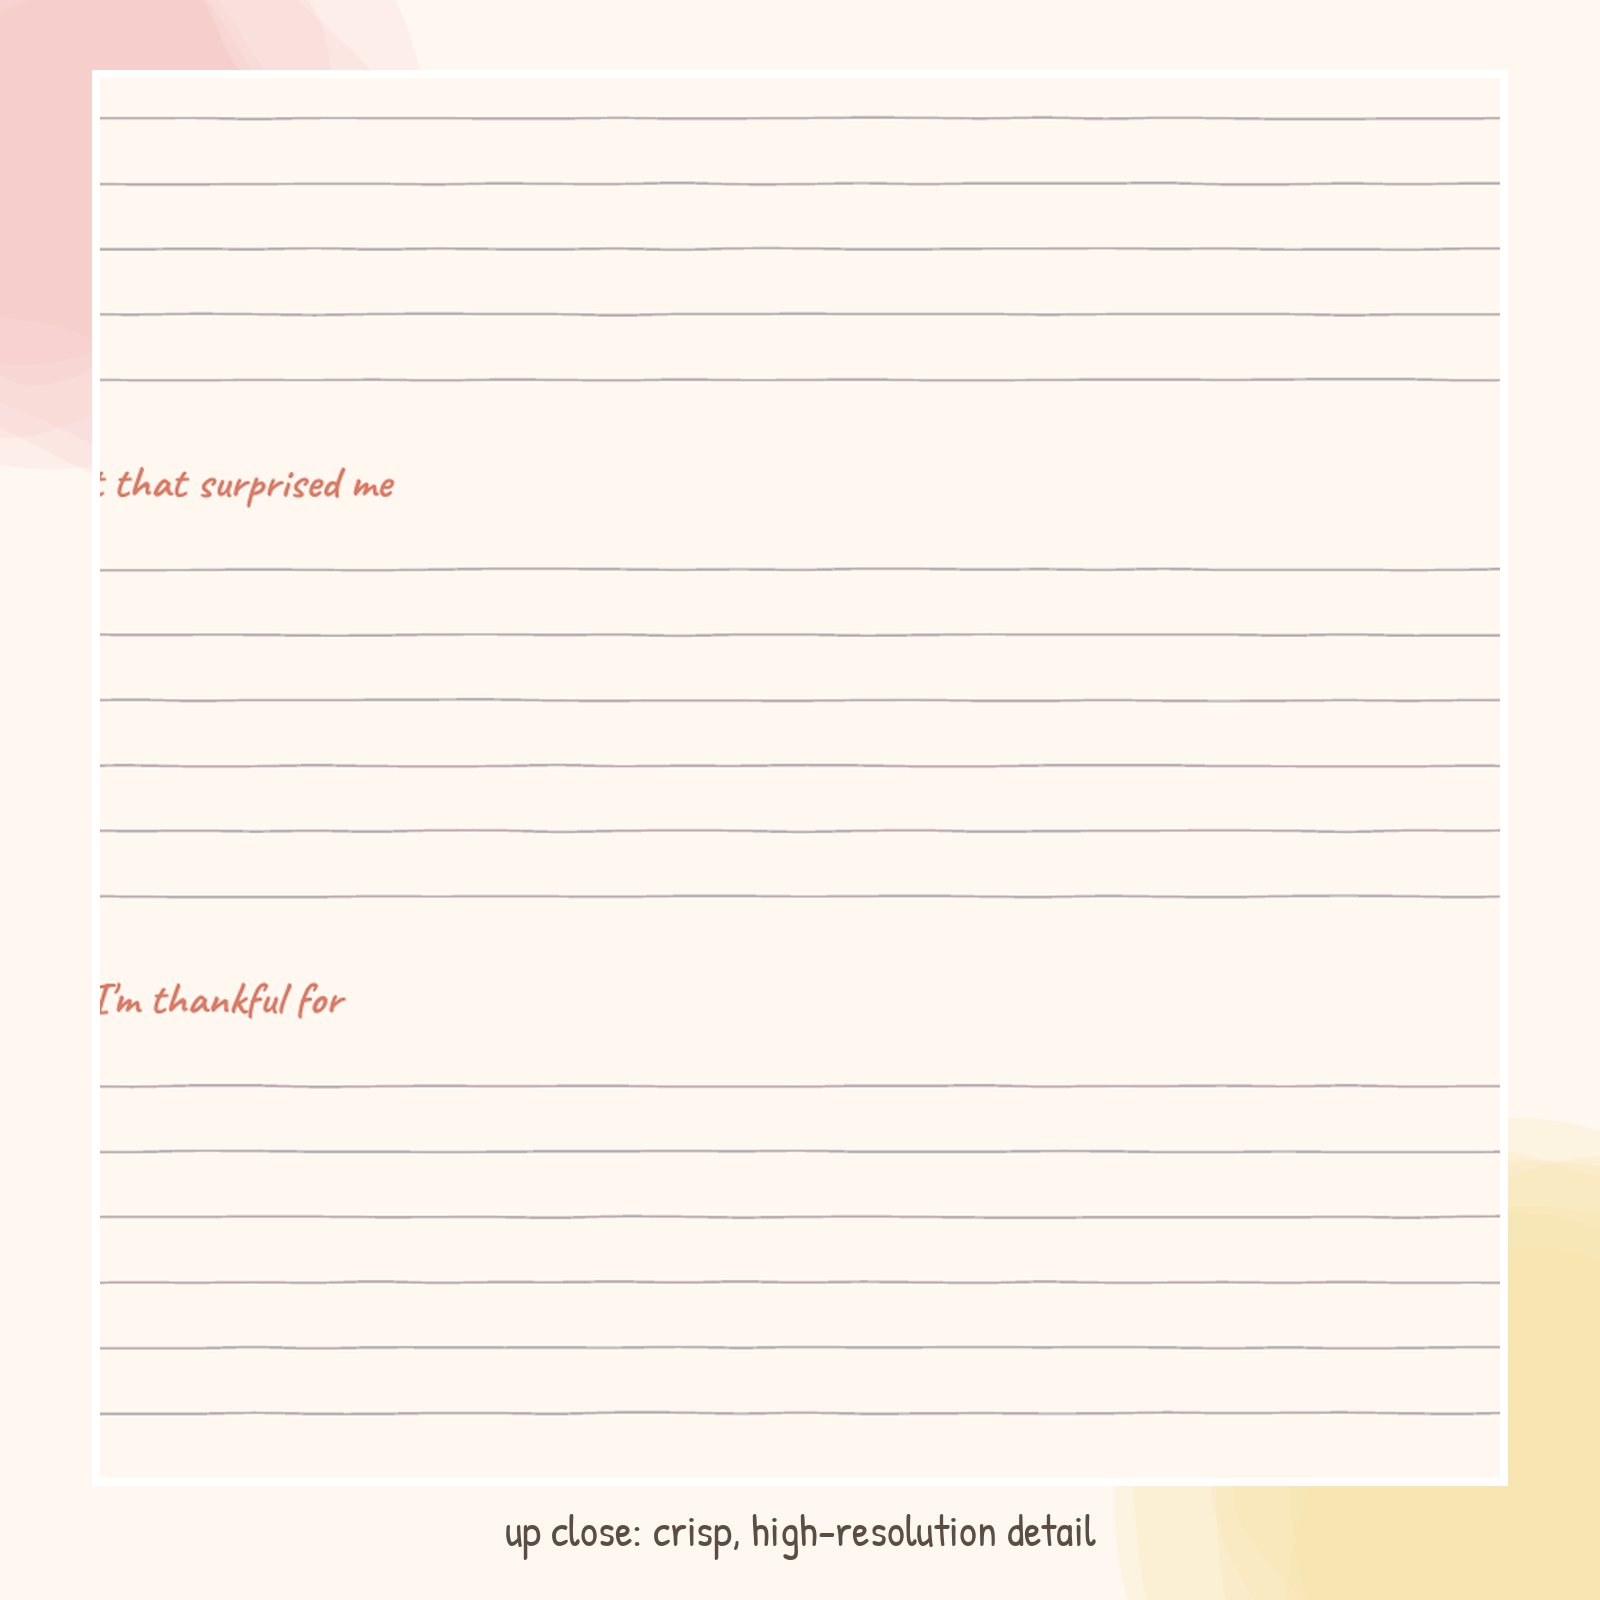 that surprised me
I'm thankful for
up close: crisp, high-resolution detail